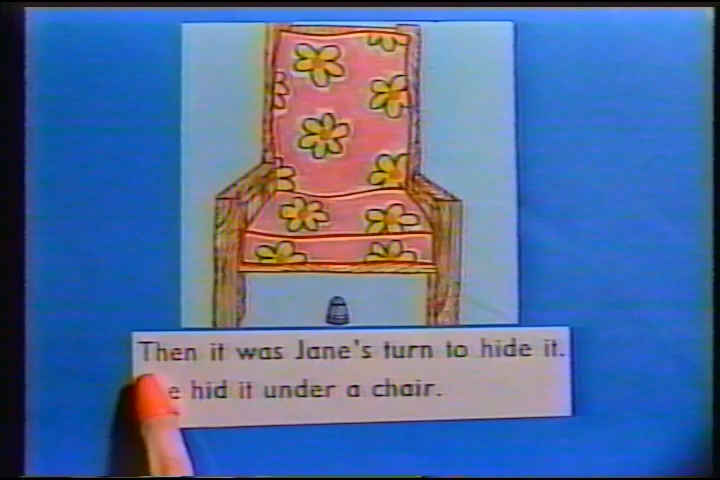 Then it was Jane's turn to hide it.
hid it under a chair.